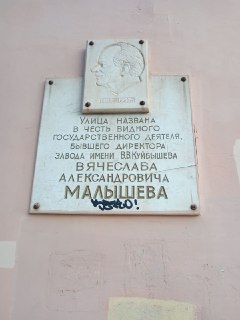 УЛИЦА НАЗВАНА
В ЧЕСТЬ ВИДНОГО
ГОСУДАРСТВЕННОГО ДЕЯТЕЛЯ,
БЫВШЕГО ДИРЕКТОРА
ЗАВОДА ИМЕНИ В.В.КУЙБЫШЕВА
ВЯЧЕСЛАВА
АЛЕКСАНДРОВИЧА
МАЛЫШЕВА